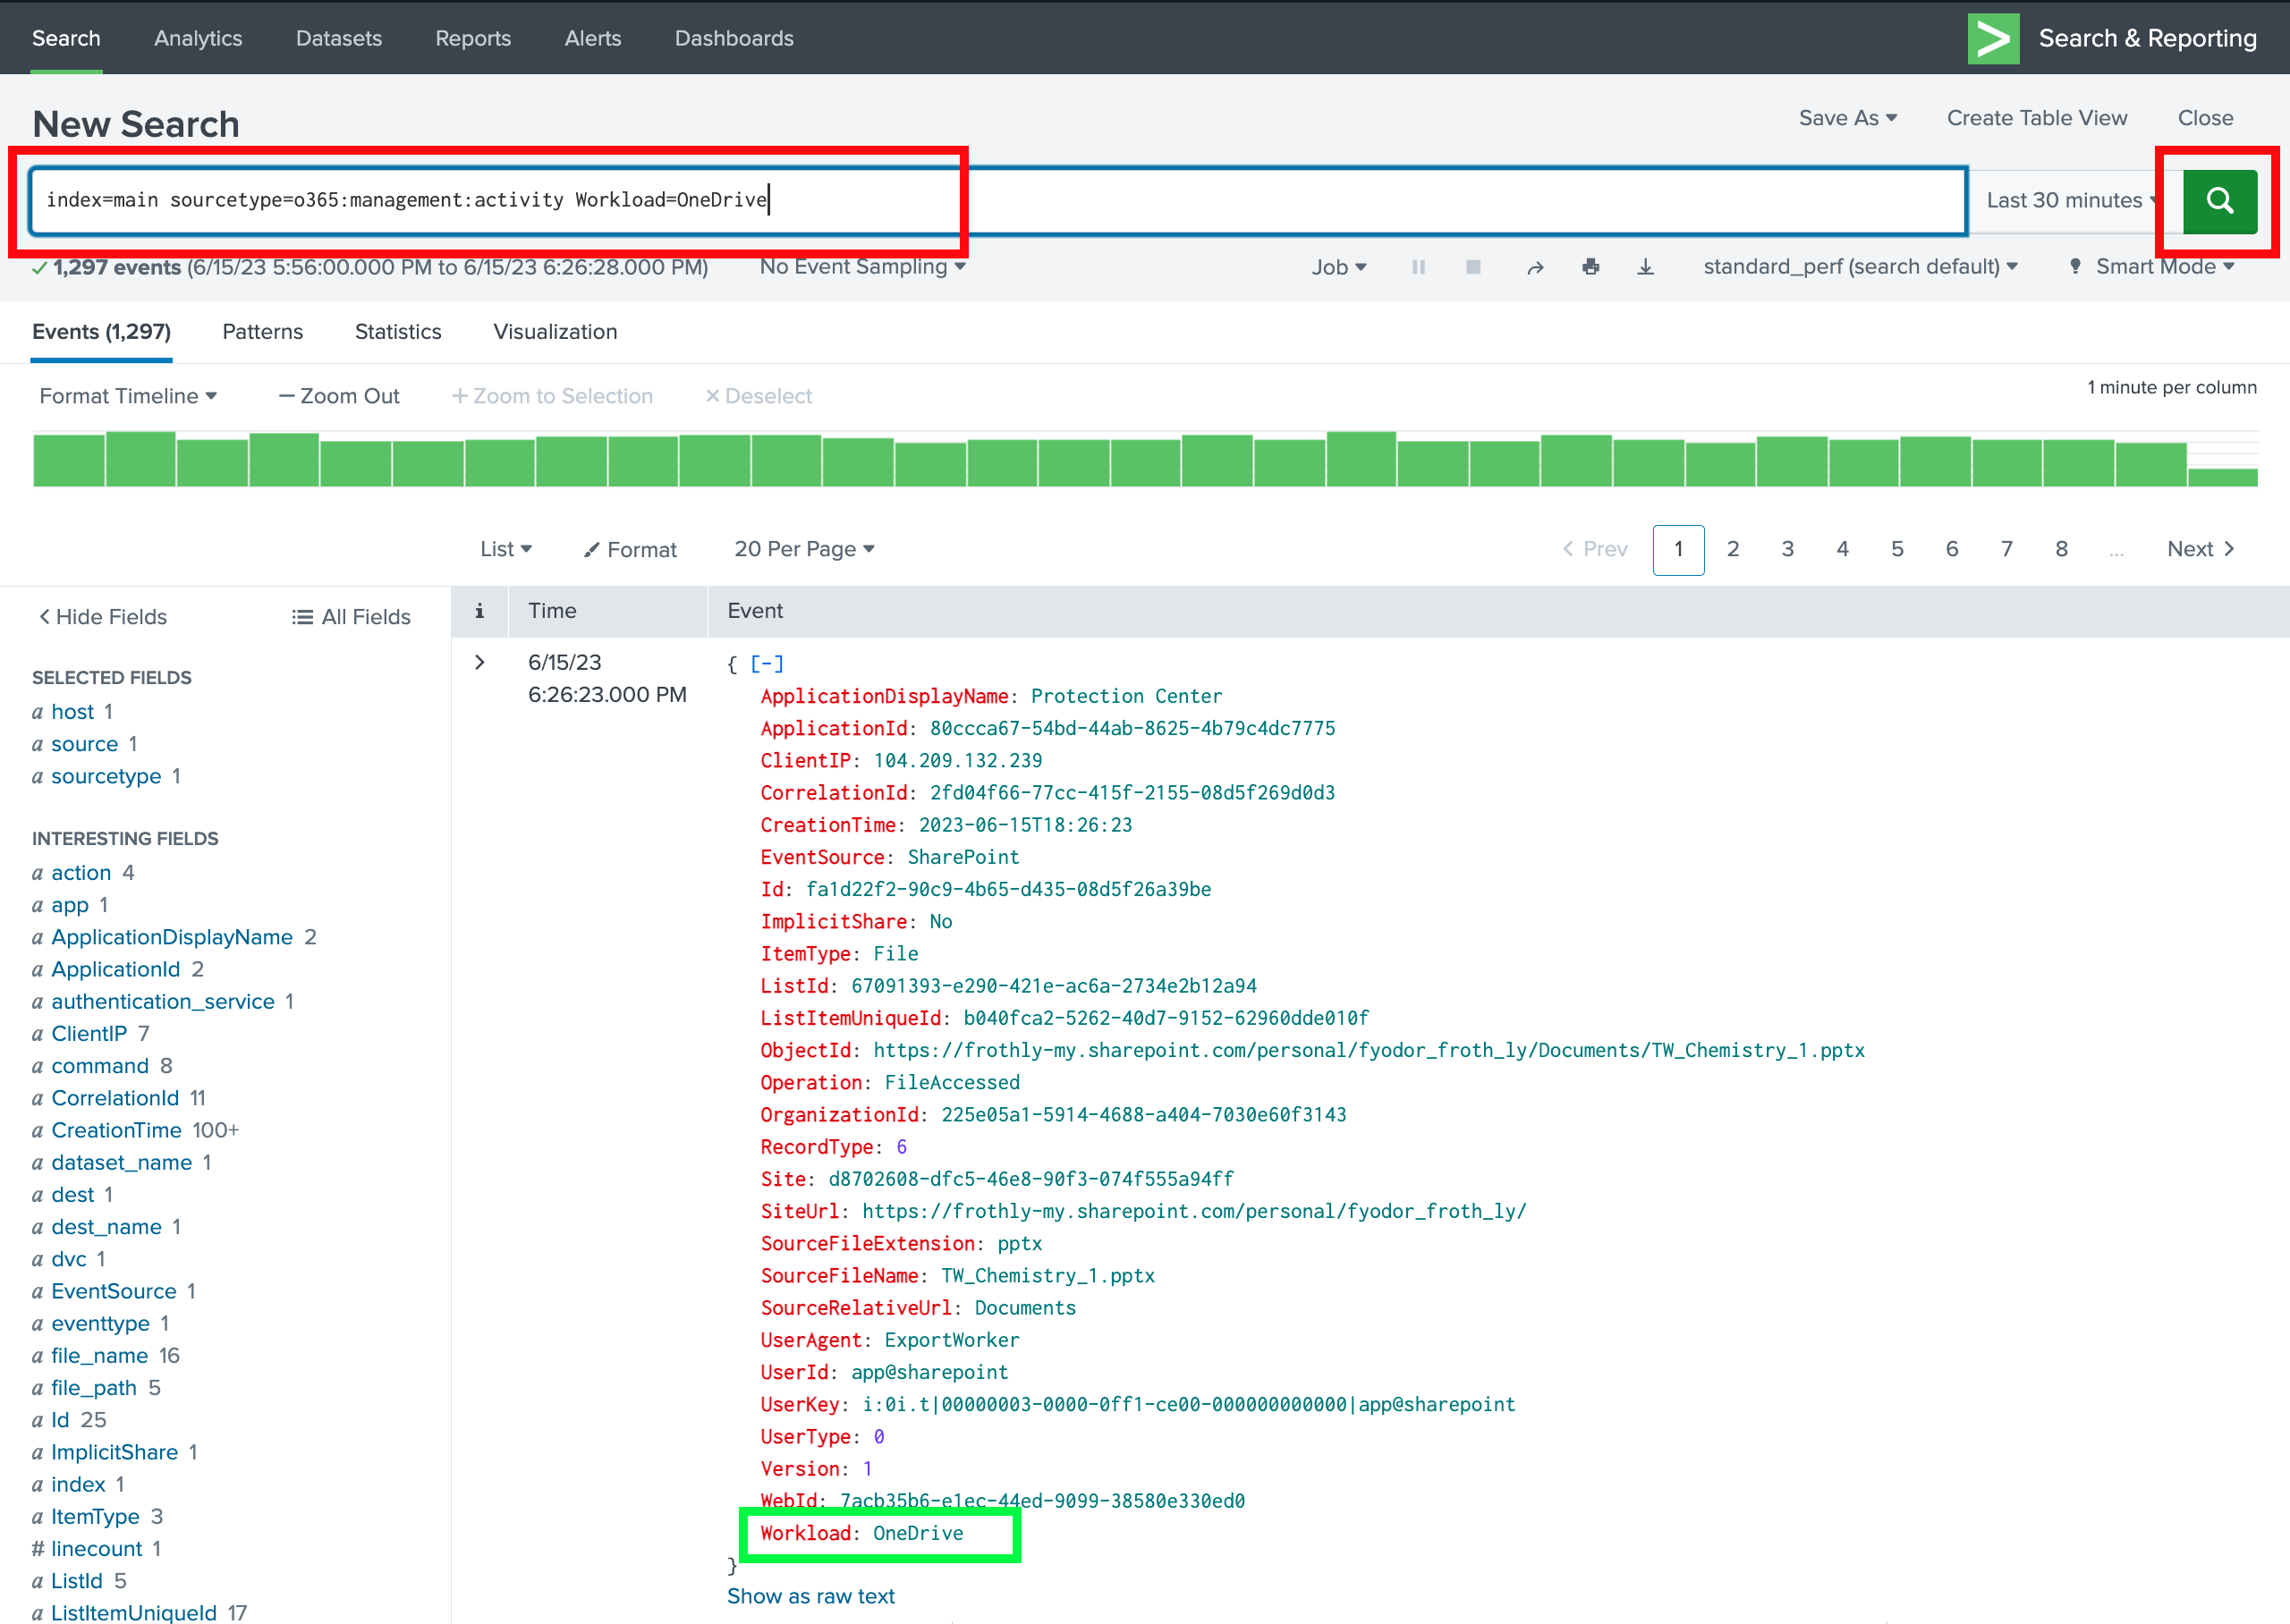 Search Analytics Datasets Reports Alerts Dashboards Search & Reporting
New Search Save As Create Table View Close
index=main sourcetype=o365:management:activity Workload=OneDrive Last 30 minutes
1,297 events (6/15/23 5:56:00.000 PM to 6/15/23 6:26:28.000 PM) No Event Sampling Job standard_perf (search default) Smart Mode
Events (1,297) Patterns Statistics Visualization
Format Timeline — Zoom Out + Zoom to Selection × Deselect 1 minute per column
List Format 20 Per Page < Prev 1 2 3 4 5 6 7 8 ... Next >
< Hide Fields All Fields
SELECTED FIELDS
a host 1
a source 1
a sourcetype 1
INTERESTING FIELDS
a action 4
a app 1
a ApplicationDisplayName 2
a ApplicationId 2
a authentication_service 1
a ClientIP 7
a command 8
a CorrelationId 11
a CreationTime 100+
a dataset_name 1
a dest 1
a dest_name 1
a dvc 1
a EventSource 1
a eventtype 1
a file_name 16
a file_path 5
a Id 25
a ImplicitShare 1
a index 1
a ItemType 3
# linecount 1
a ListId 5
a ListItemUniqueId 17
i Time Event
> 6/15/23
6:26:23.000 PM
{ [-]
ApplicationDisplayName: Protection Center
ApplicationId: 80ccca67-54bd-44ab-8625-4b79c4dc7775
ClientIP: 104.209.132.239
CorrelationId: 2fd04f66-77cc-415f-2155-08d5f269d0d3
CreationTime: 2023-06-15T18:26:23
EventSource: SharePoint
Id: fa1d22f2-90c9-4b65-d435-08d5f26a39be
ImplicitShare: No
ItemType: File
ListId: 67091393-e290-421e-ac6a-2734e2b12a94
ListItemUniqueId: b040fca2-5262-40d7-9152-62960dde010f
ObjectId: https://frothly-my.sharepoint.com/personal/fyodor_froth_ly/Documents/TW_Chemistry_1.pptx
Operation: FileAccessed
OrganizationId: 225e05a1-5914-4688-a404-7030e60f3143
RecordType: 6
Site: d8702608-dfc5-46e8-90f3-074f555a94ff
SiteUrl: https://frothly-my.sharepoint.com/personal/fyodor_froth_ly/
SourceFileExtension: pptx
SourceFileName: TW_Chemistry_1.pptx
SourceRelativeUrl: Documents
UserAgent: ExportWorker
UserId: app@sharepoint
UserKey: i:0i.t|00000003-0000-0ff1-ce00-000000000000|app@sharepoint
UserType: 0
Version: 1
WebId: 7acb35b6-e1ec-44ed-9099-38580e330ed0
Workload: OneDrive
}
Show as raw text